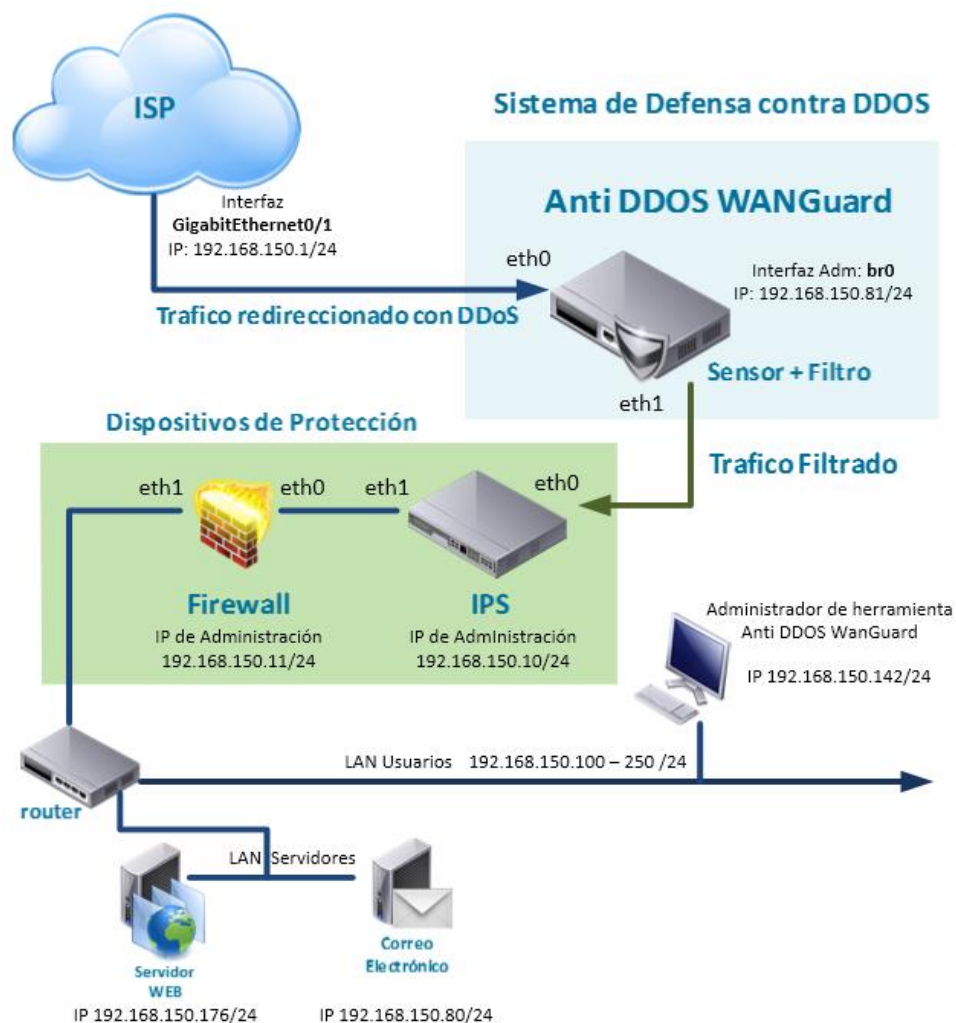 ISP
Sistema de Defensa contra DDOS
Anti DDOS WANGuard
Interfaz
GigabitEthernet0/1
IP: 192.168.150.1/24
eth0
Interfaz Adm: br0
IP: 192.168.150.81/24
Trafico redireccionado con DDoS
Sensor + Filtro
eth1
Dispositivos de Protección
Trafico Filtrado
eth1
eth0
eth1
eth0
Firewall
IP de Administración
192.168.150.11/24
IPS
IP de AdmInistración
192.168.150.10/24
Administrador de herramienta
Anti DDOS WanGuard
IP 192.168.150.142/24
LAN Usuarios 192.168.150.100 – 250 /24
router
LAN Servidores
Servidor
WEB
IP 192.168.150.176/24
Correo
Electrónico
IP 192.168.150.80/24